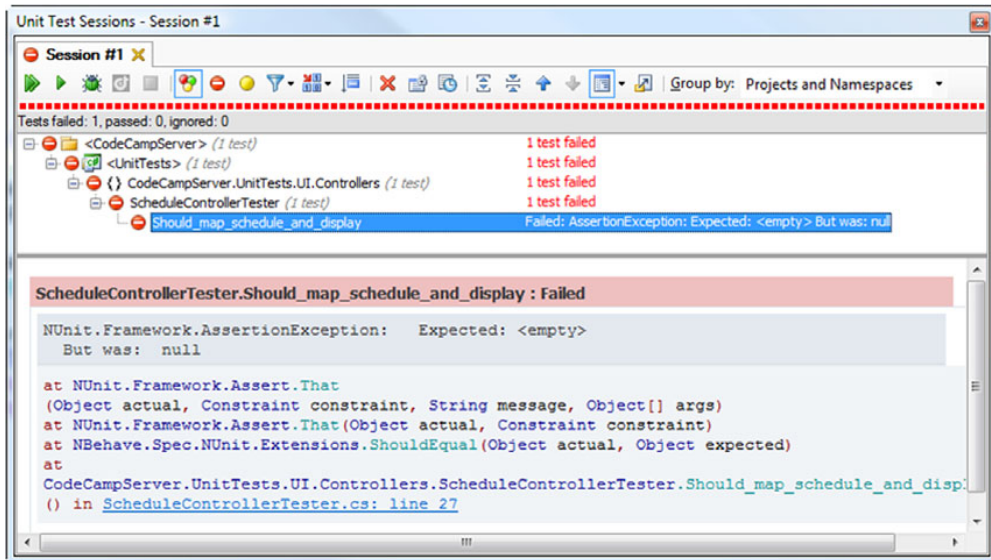 Unit Test Sessions - Session #1
Session #1
Group by: Projects and Namespaces
Tests failed: 1, passed: 0, ignored: 0
<CodeCampServer> (1 test) 1 test failed
<UnitTests> (1 test) 1 test failed
{} CodeCampServer.UnitTests.UI.Controllers (1 test) 1 test failed
ScheduleControllerTester (1 test) 1 test failed
Should_map_schedule_and_display Failed: AssertionException: Expected: <empty> But was: null
ScheduleControllerTester.Should_map_schedule_and_display : Failed
NUnit.Framework.AssertionException: Expected: <empty>
But was: null
at NUnit.Framework.Assert.That
(Object actual, Constraint constraint, String message, Object[] args)
at NUnit.Framework.Assert.That(Object actual, Constraint constraint)
at NBehave.Spec.NUnit.Extensions.ShouldEqual(Object actual, Object expected)
at
CodeCampServer.UnitTests.UI.Controllers.ScheduleControllerTester.Should_map_schedule_and_displ
() in ScheduleControllerTester.cs: line 27